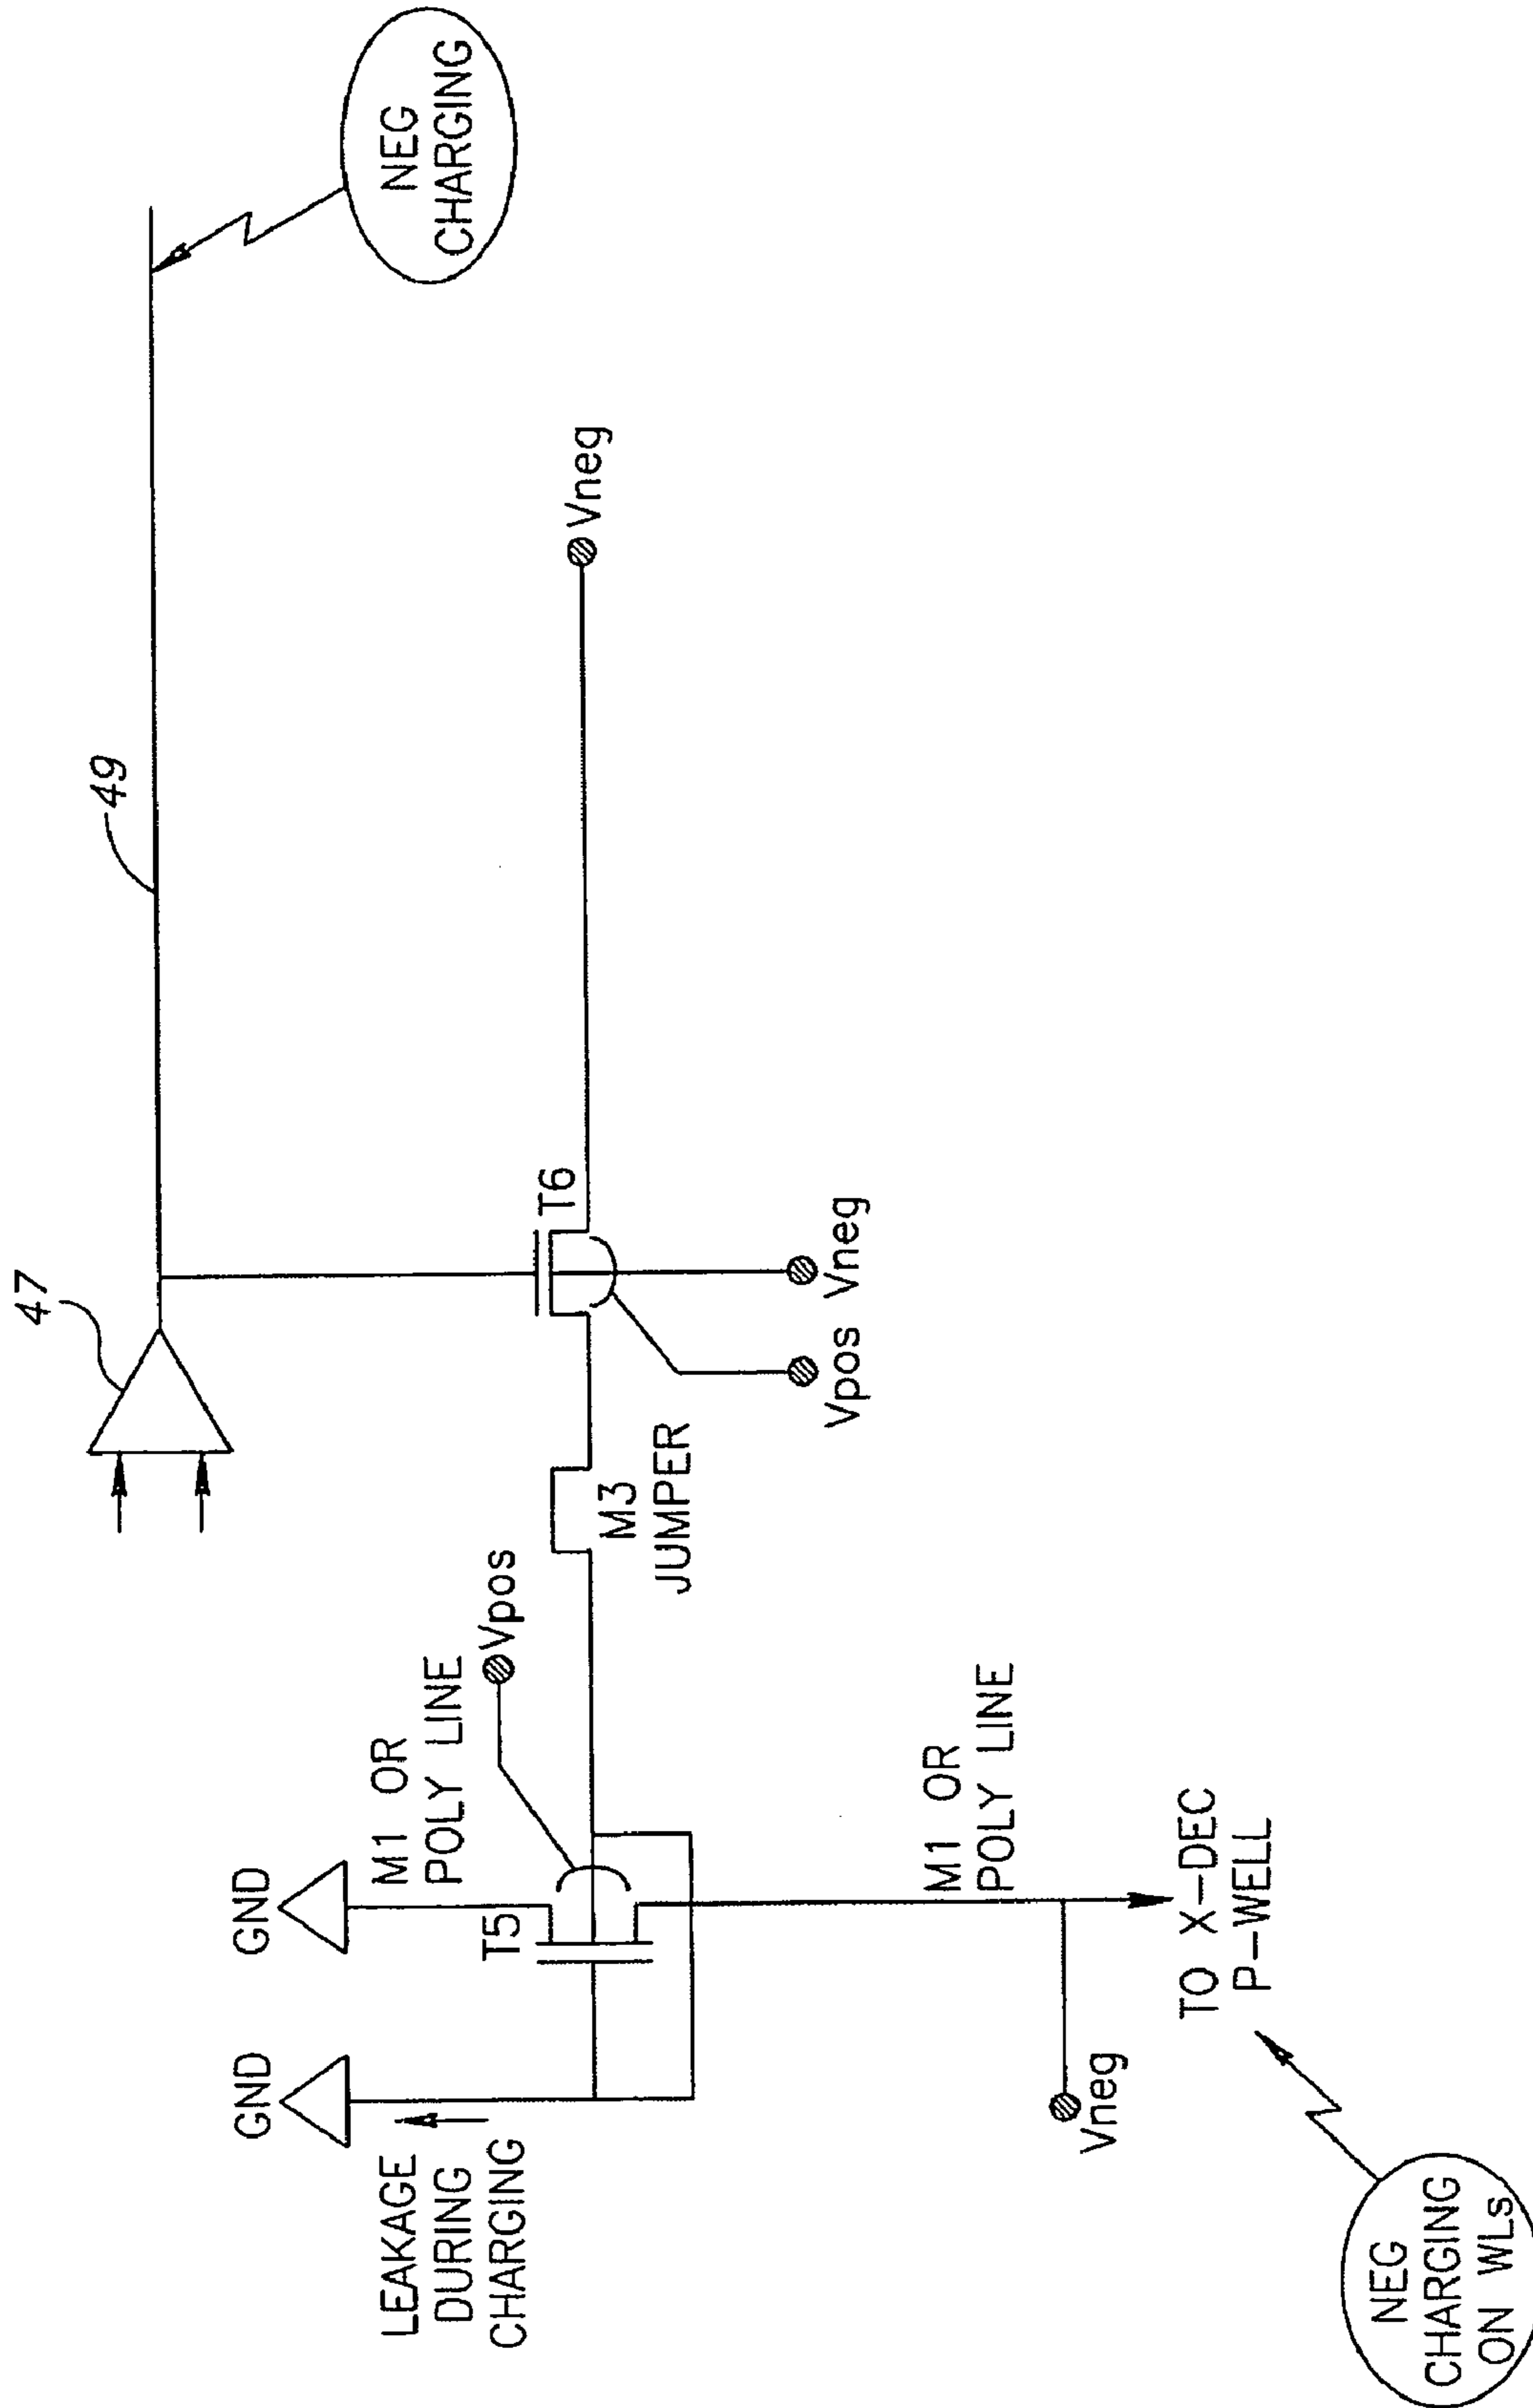 47
49
NEG
CHARGING
GND
GND
M1 OR
POLY LINE
Vpos
LEAKAGE
DURING
CHARGING
T5
T6
Vneg
M3
JUMPER
Vpos
Vneg
M1 OR
POLY LINE
Vneg
TO X-DEC
P-WELL
NEG
CHARGING
ON WLs